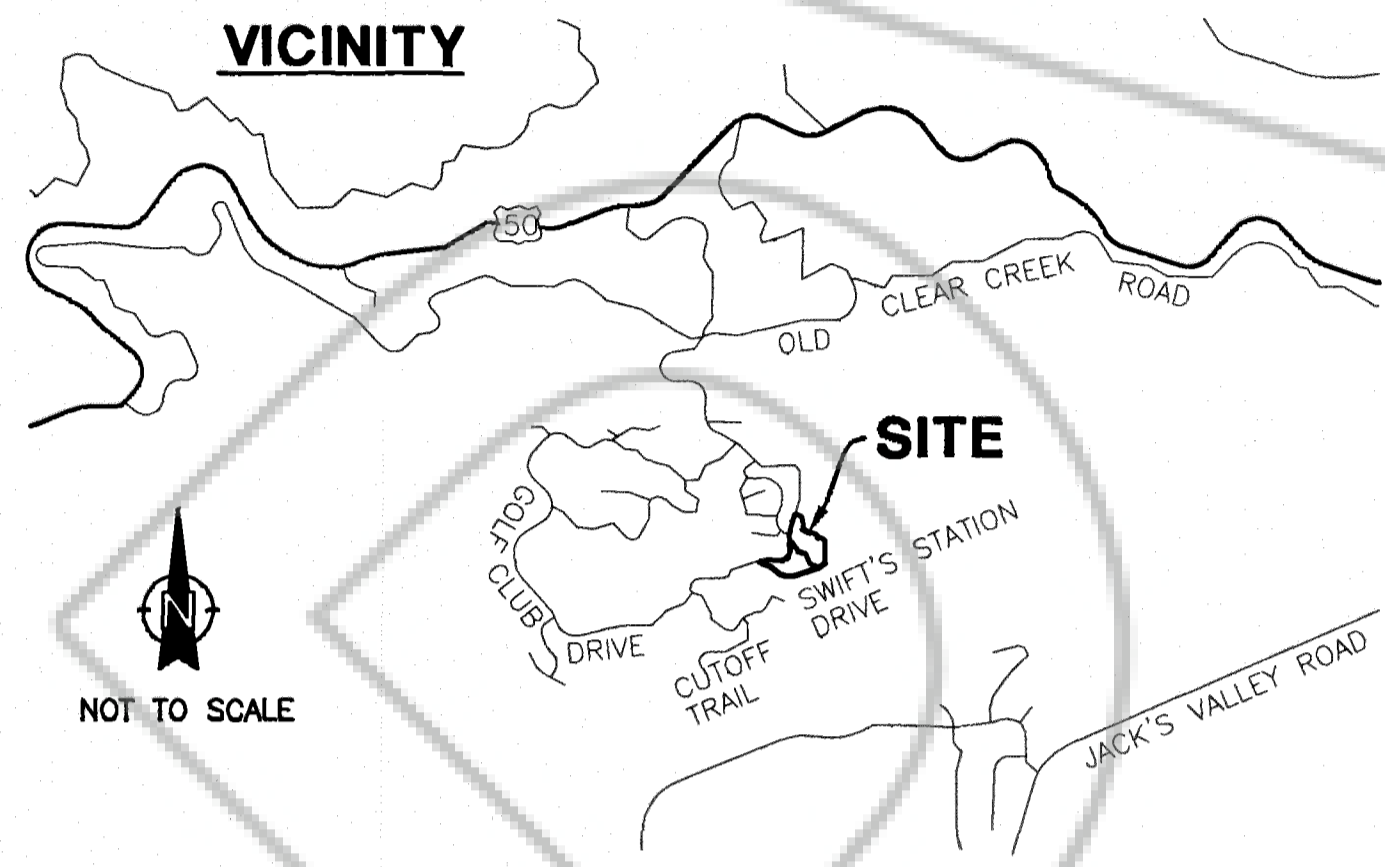 VICINITY
50
CLEAR CREEK
ROAD
OLD
SITE
GOLF CLUB
DRIVE
SWIFT'S STATION
DRIVE
CUTOFF
TRAIL
N
NOT TO SCALE
JACK'S VALLEY ROAD